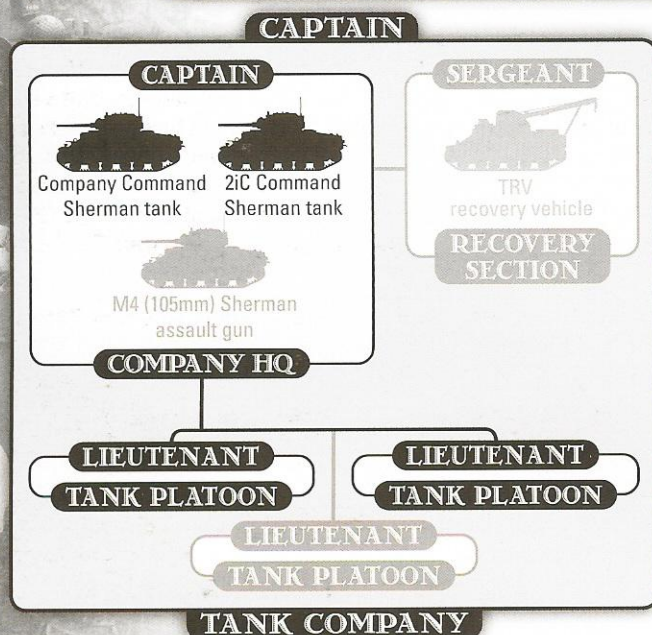 CAPTAIN
CAPTAIN
Company Command
Sherman tank
2iC Command
Sherman tank
M4 (105mm) Sherman
assault gun
COMPANY HQ
SERGEANT
TRV
recovery vehicle
RECOVERY
SECTION
LIEUTENANT
TANK PLATOON
LIEUTENANT
TANK PLATOON
LIEUTENANT
TANK PLATOON
TANK COMPANY